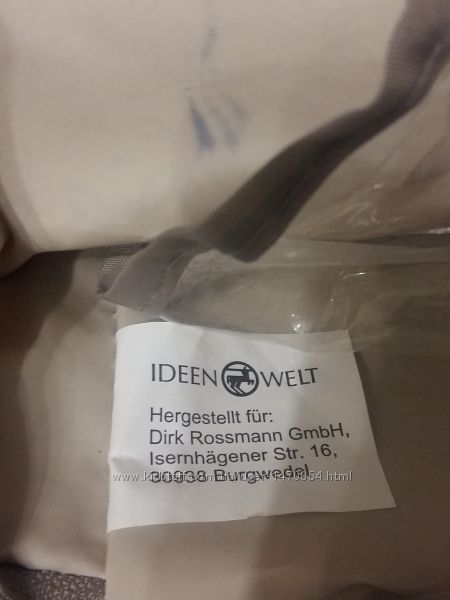 IDEEN WELT
Hergestellt für:
Dirk Rossmann GmbH,
Isernhägener Str. 16,
30938 Burgwedel